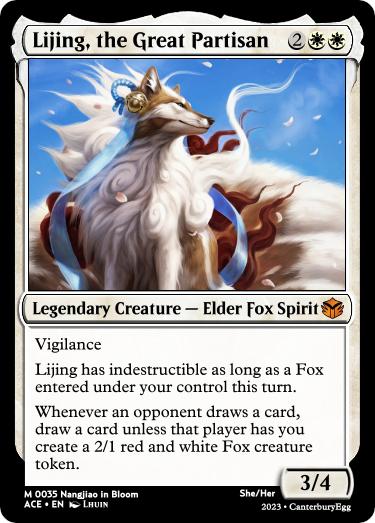 Lijing, the Great Partisan 2
Legendary Creature — Elder Fox Spirit
Vigilance
Lijing has indestructible as long as a Fox
entered under your control this turn.
Whenever an opponent draws a card,
draw a card unless that player has you
create a 2/1 red and white Fox creature
token.
3/4
M 0035 Nangjiao in Bloom She/Her
ACE • EN Lhuin 2023 • CanterburyEgg